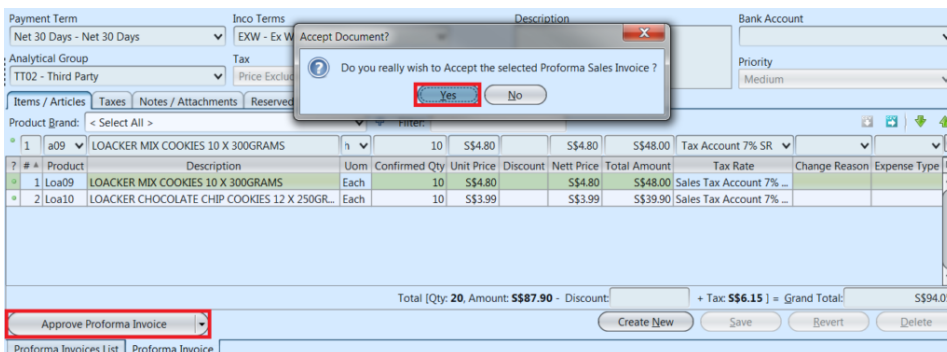 Payment Term Inco Terms Description Bank Account
Net 30 Days - Net 30 Days EXW - Ex W
Accept Document?
Analytical Group Tax Priority
TT02 - Third Party Price Exclu Medium
Do you really wish to Accept the selected Proforma Sales Invoice ?
Yes No
Items / Articles Taxes Notes / Attachments Reserved
Product Brand: < Select All > Filter:
1 a09 LOACKER MIX COOKIES 10 X 300GRAMS h 10 S$4.80 S$4.80 S$48.00 Tax Account 7% SR
? # Product Description Uom Confirmed Qty Unit Price Discount Nett Price Total Amount Tax Rate Change Reason Expense Type
1 Loa09 LOACKER MIX COOKIES 10 X 300GRAMS Each 10 S$4.80 S$4.80 S$48.00 Sales Tax Account 7% ...
2 Loa10 LOACKER CHOCOLATE CHIP COOKIES 12 X 250GR... Each 10 S$3.99 S$3.99 S$39.90 Sales Tax Account 7% ...
Total [Qty: 20, Amount: S$87.90 - Discount: + Tax: S$6.15 ] = Grand Total: S$94.0
Approve Proforma Invoice Create New Save Revert Delete
Proforma Invoices List Proforma Invoice